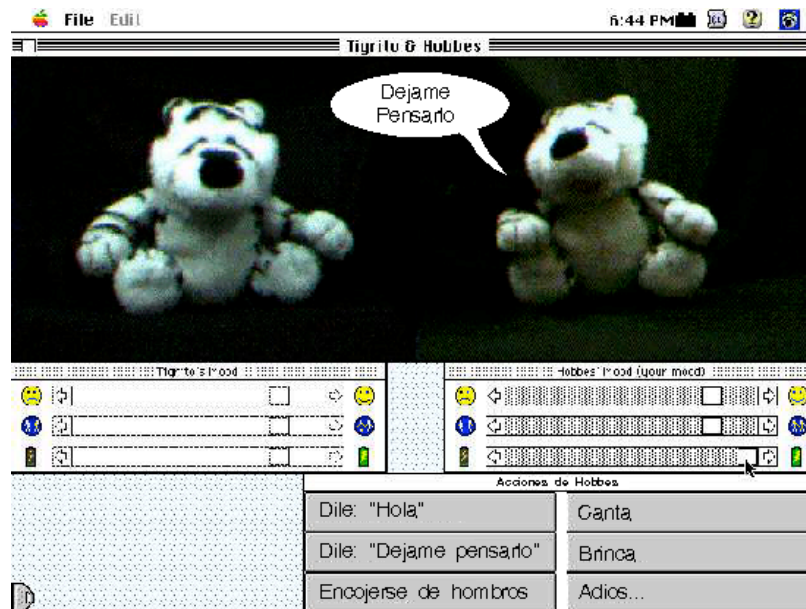 File Edit
6:44 PM
Tigrito & Hobbes
Dejame
Pensarlo
Tigrito's Mood
Hobbes' Mood (your mood)
Acciones de Hobbes
Dile: "Hola"
Canta
Dile: "Dejame pensarlo"
Brinca
Encojerse de hombros
Adios...